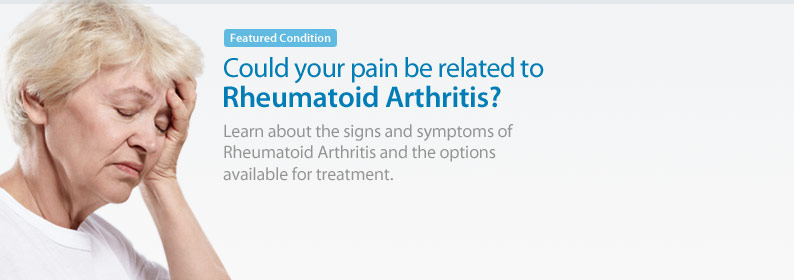 Featured Condition
Could your pain be related to
Rheumatoid Arthritis?
Learn about the signs and symptoms of
Rheumatoid Arthritis and the options
available for treatment.